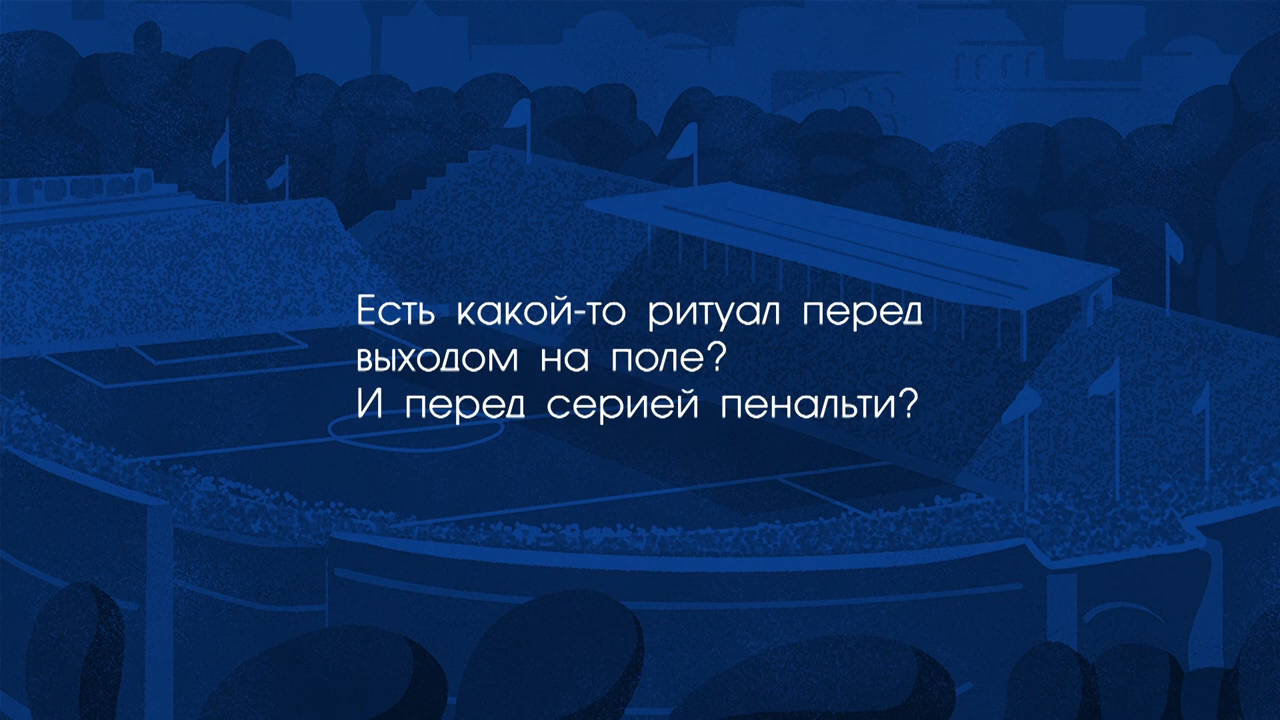 Есть какой-то ритуал перед
выходом на поле?
И перед серией пенальти?